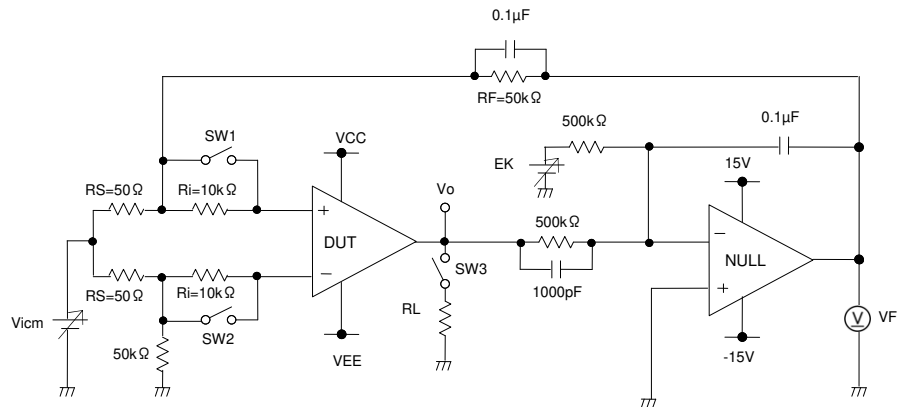 0.1μF
RF=50kΩ
500kΩ
0.1μF
SW1
VCC
EK
15V
RS=50Ω
Ri=10kΩ
Vo
500kΩ
+
DUT
−
−
NULL
+
SW3
RS=50Ω
Ri=10kΩ
1000pF
Vicm
SW2
RL
V
VF
50kΩ
VEE
-15V